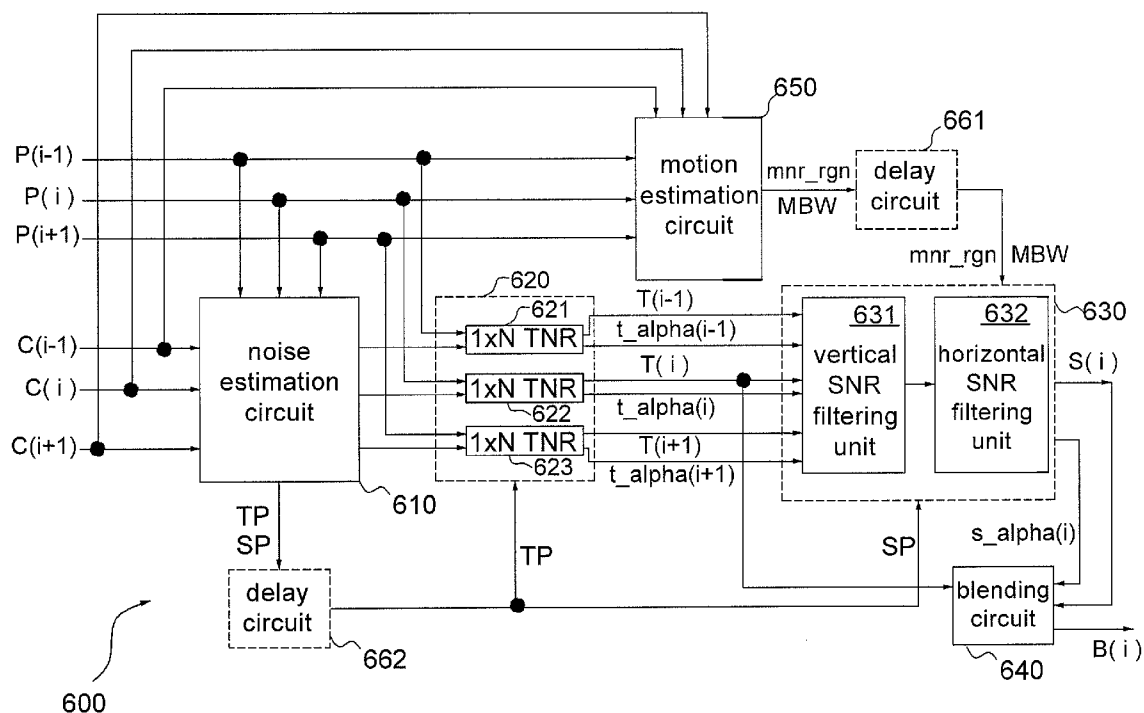 650
661
P(i-1)
P( i )
P(i+1)
motion
estimation
circuit
mnr_rgn
MBW
delay
circuit
mnr_rgn
MBW
620
630
C(i-1)
C( i )
C(i+1)
noise
estimation
circuit
610
621
1xN TNR
1xN TNR
622
1xN TNR
623
T(i-1)
t_alpha(i-1)
T( i )
t_alpha(i)
T(i+1)
t_alpha(i+1)
631
vertical
SNR
filtering
unit
632
horizontal
SNR
filtering
unit
S( i )
TP
SP
TP
SP
s_alpha(i)
delay
circuit
662
blending
circuit
640
B( i )
600